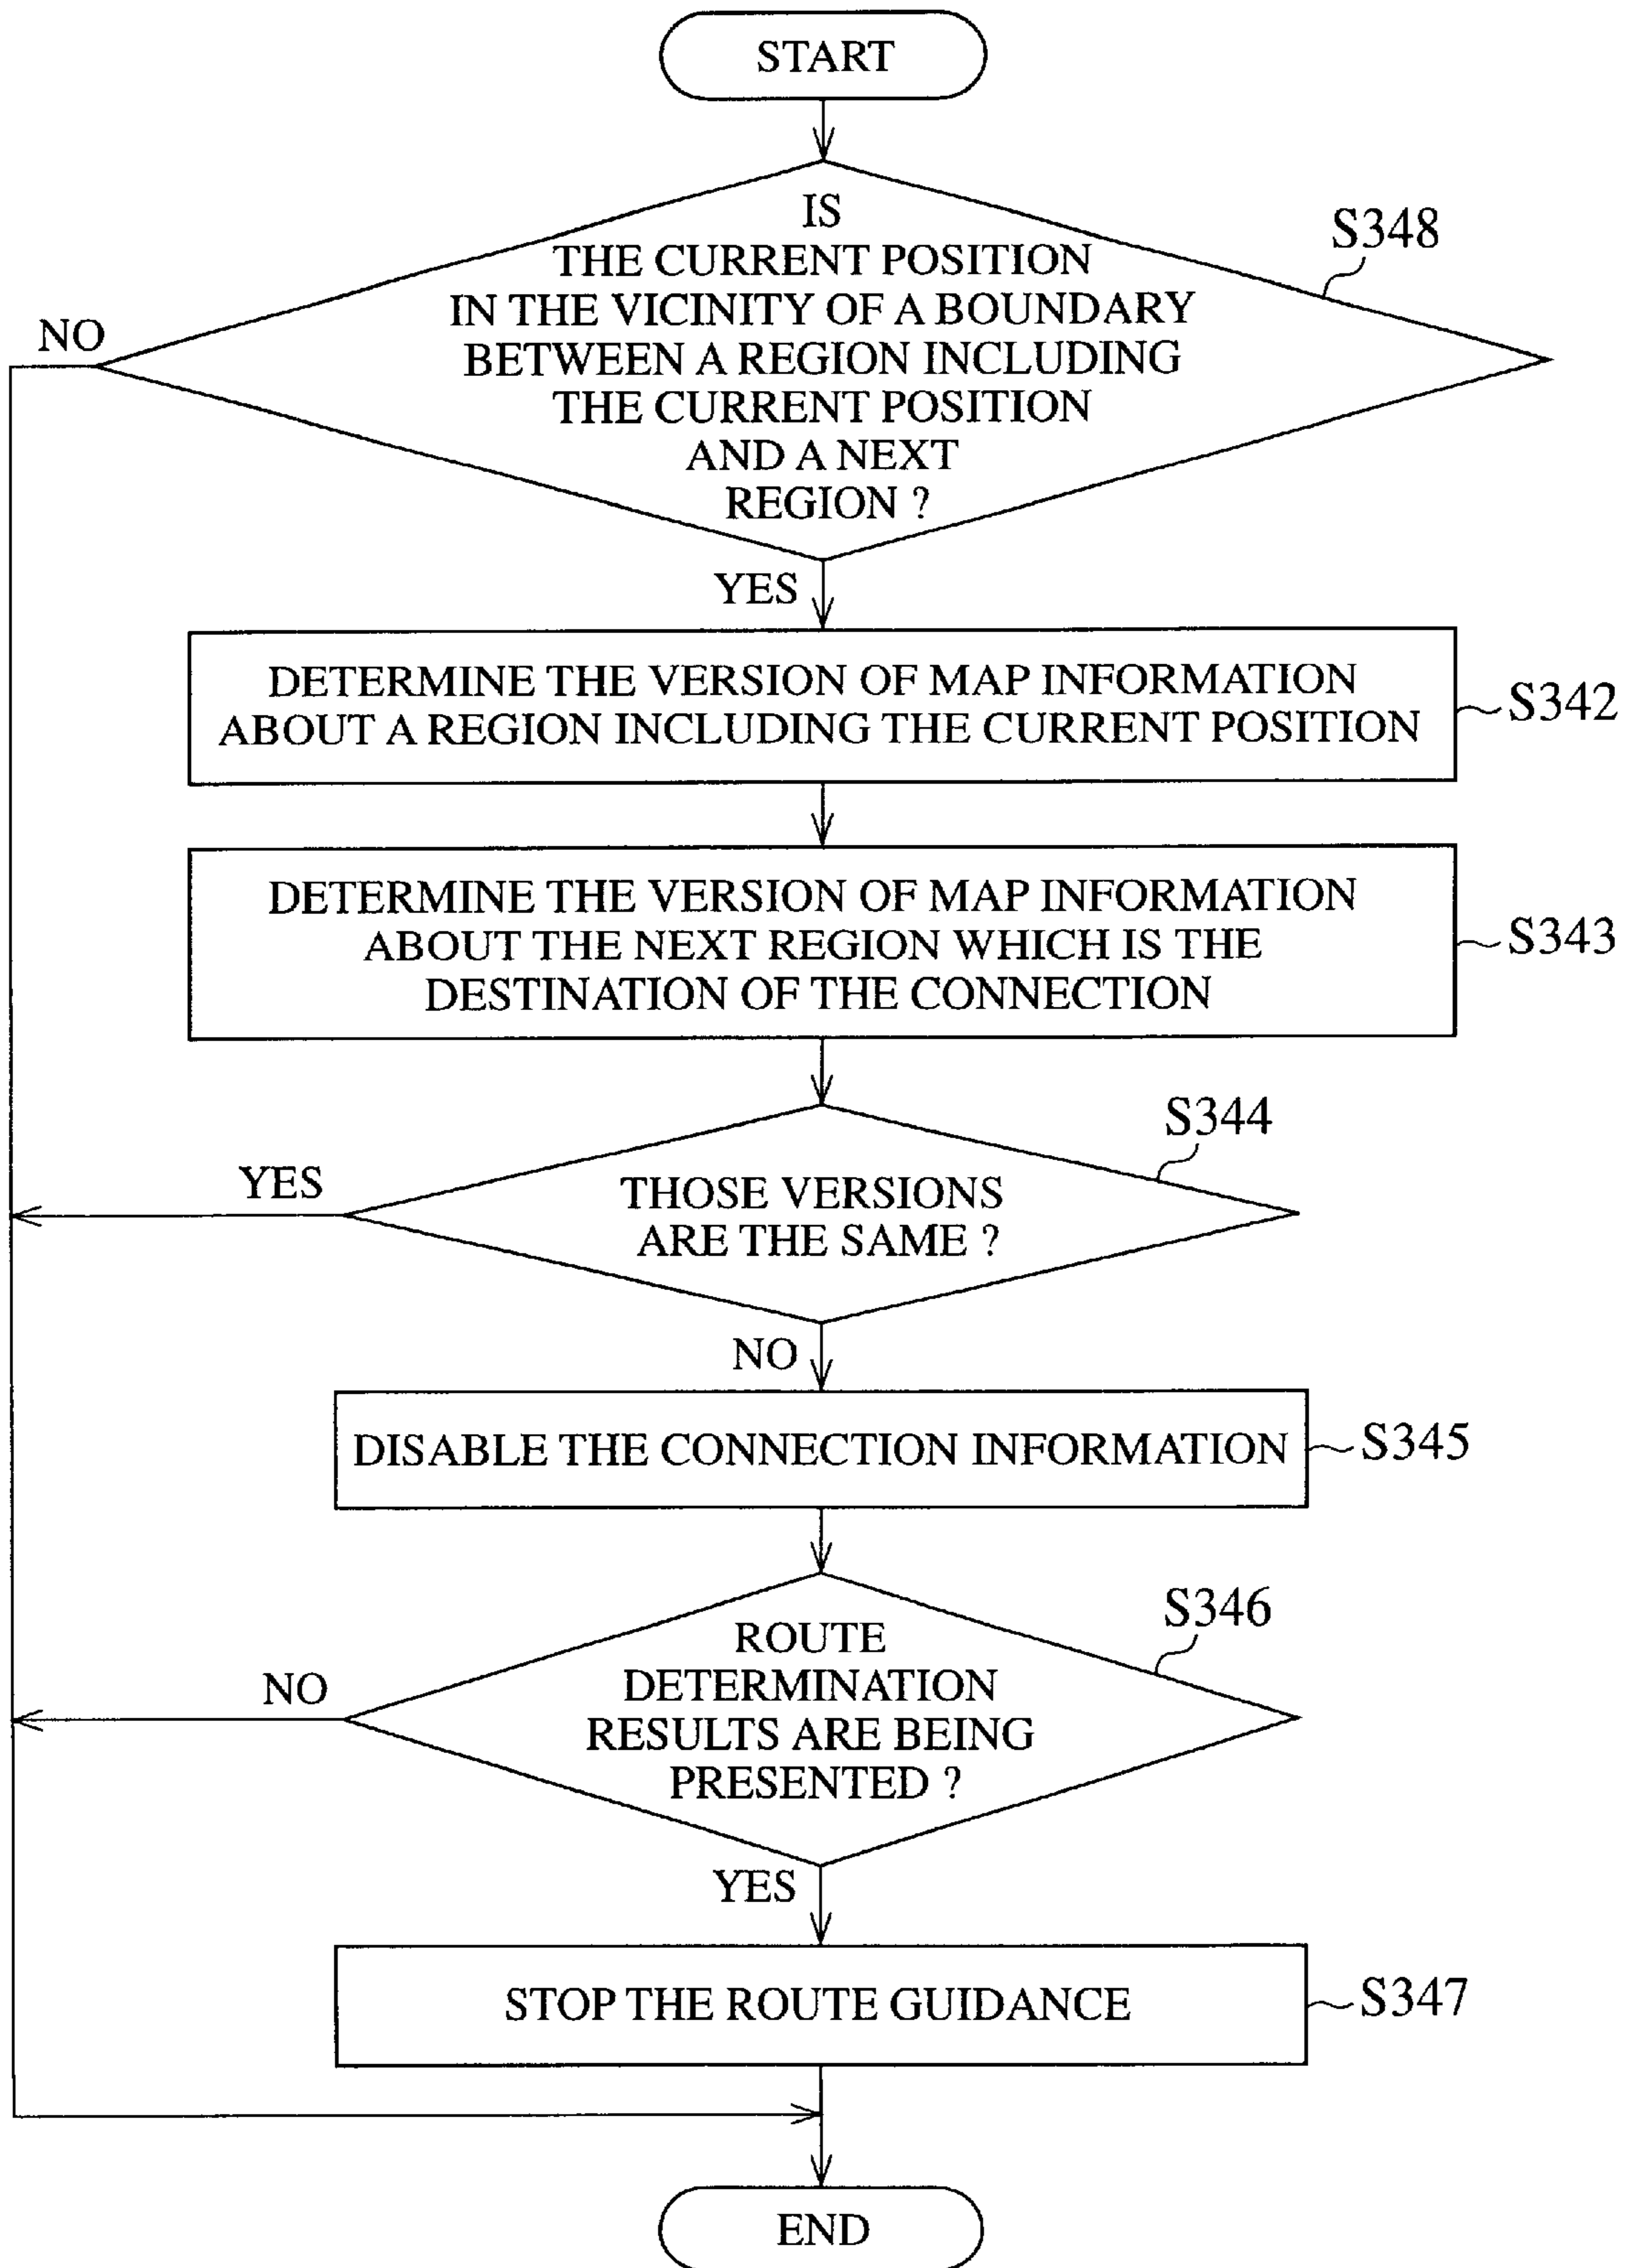 START
IS
THE CURRENT POSITION
IN THE VICINITY OF A BOUNDARY
BETWEEN A REGION INCLUDING
THE CURRENT POSITION
AND A NEXT
REGION ?
S348
NO
YES
DETERMINE THE VERSION OF MAP INFORMATION
ABOUT A REGION INCLUDING THE CURRENT POSITION
S342
DETERMINE THE VERSION OF MAP INFORMATION
ABOUT THE NEXT REGION WHICH IS THE
DESTINATION OF THE CONNECTION
S343
S344
YES
THOSE VERSIONS
ARE THE SAME ?
NO
DISABLE THE CONNECTION INFORMATION
S345
S346
NO
ROUTE
DETERMINATION
RESULTS ARE BEING
PRESENTED ?
YES
STOP THE ROUTE GUIDANCE
S347
END